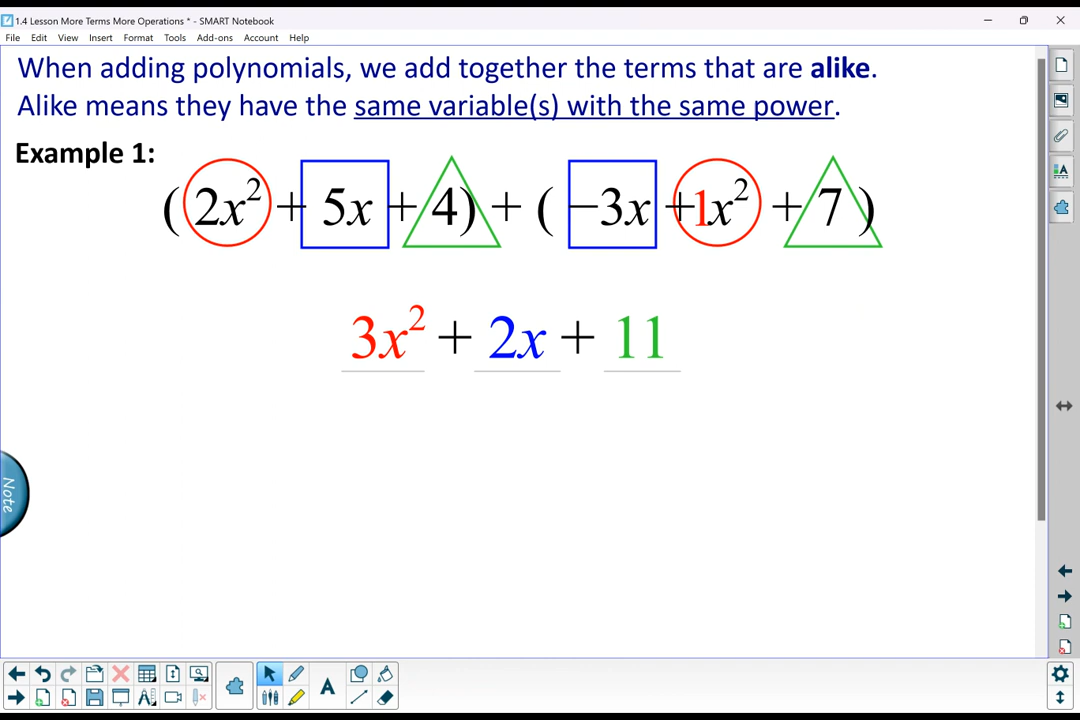 1.4 Lesson More Terms More Operations * - SMART Notebook
File Edit View Insert Format Tools Add-ons Account Help
When adding polynomials, we add together the terms that are alike.
Alike means they have the same variable(s) with the same power.
Example 1:
(2x² + 5x + 4) + (−3x + 1x² + 7)
3x² + 2x + 11
Note